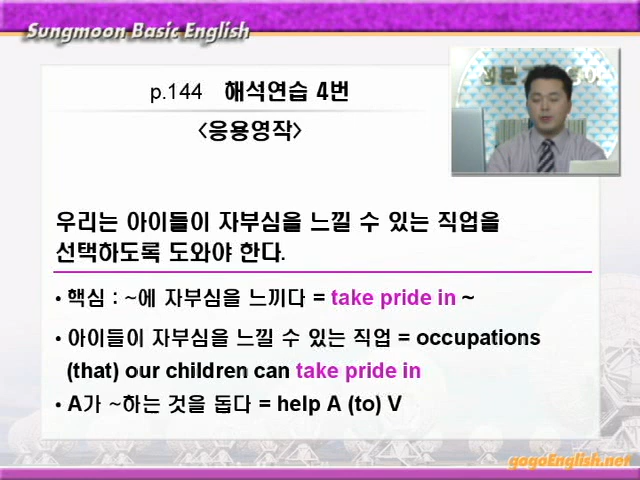 Sungmoon Basic English
p.144 해석연습 4번
<응용영작>
우리는 아이들이 자부심을 느낄 수 있는 직업을
선택하도록 도와야 한다.
• 핵심 : ~에 자부심을 느끼다 = take pride in ~
• 아이들이 자부심을 느낄 수 있는 직업 = occupations
(that) our children can take pride in
• A가 ~하는 것을 돕다 = help A (to) V
gogoEnglish.net